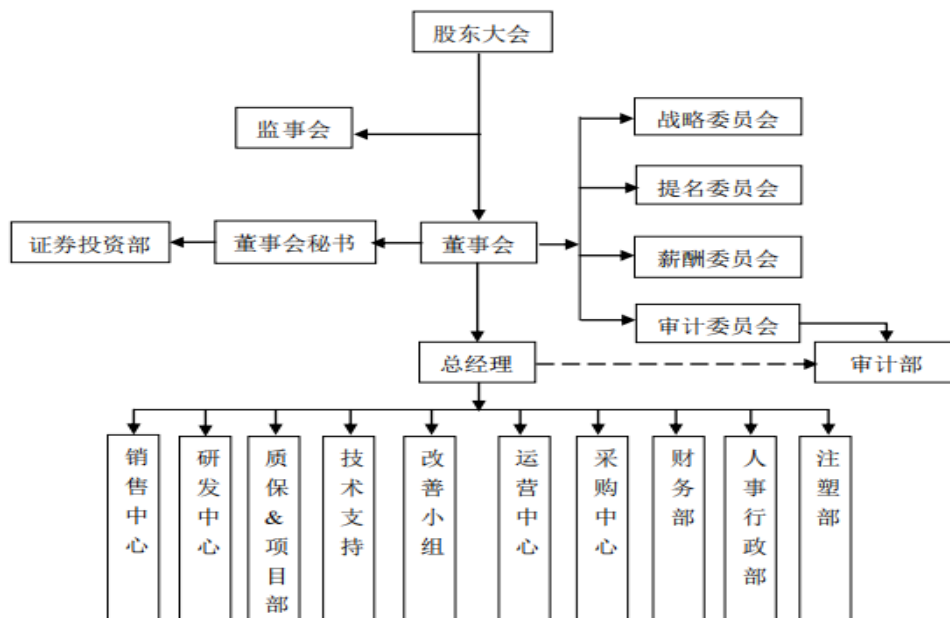 股东大会
监事会
战略委员会
提名委员会
证券投资部
董事会秘书
董事会
薪酬委员会
审计委员会
总经理
审计部
销售中心
研发中心
质保&项目部
技术支持
改善小组
运营中心
采购中心
财务部
人事行政部
注塑部